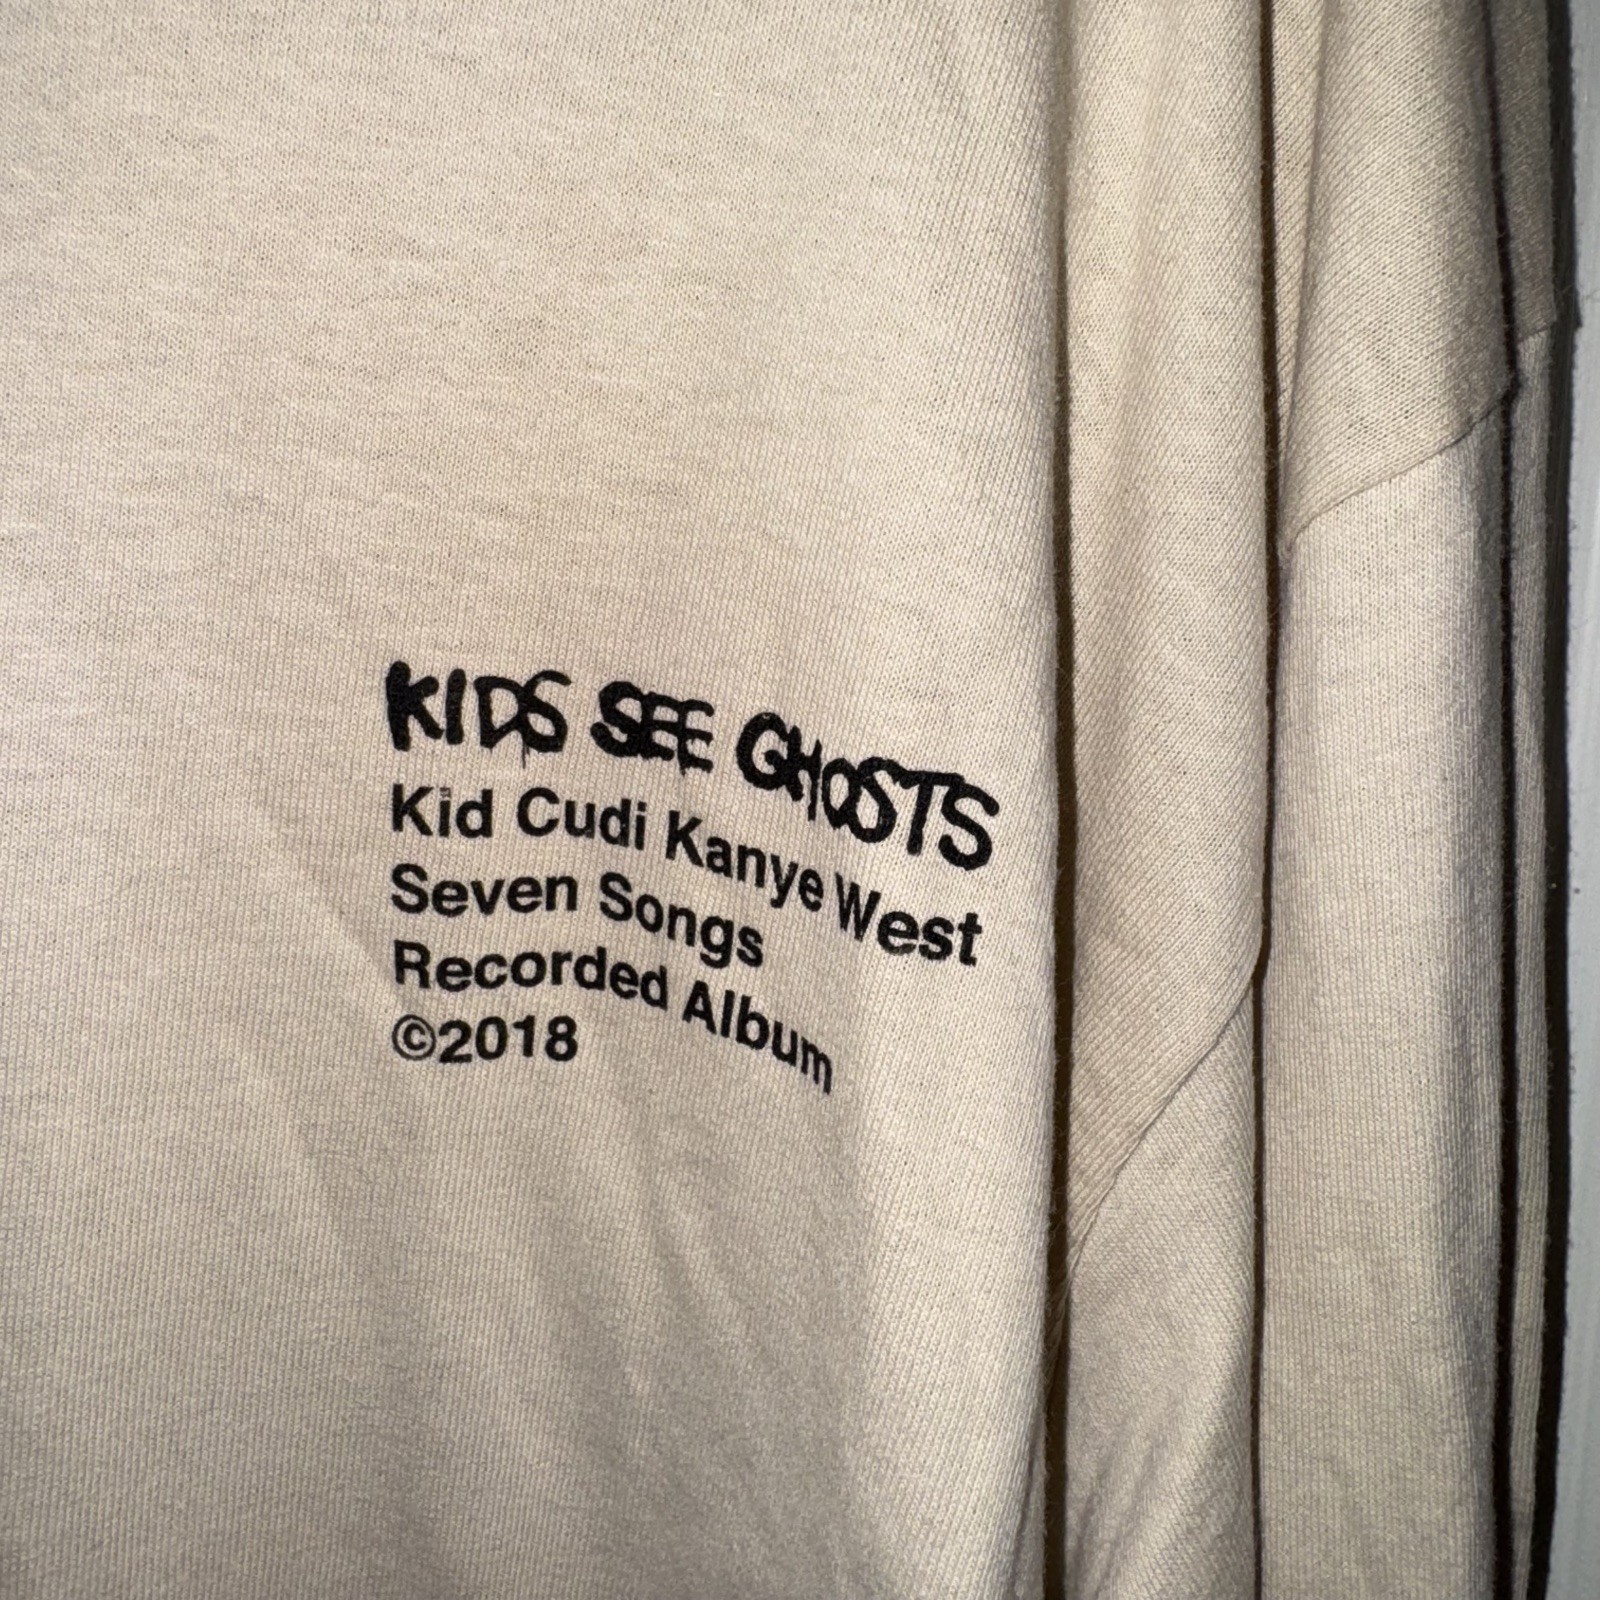 KIDS SEE GHOSTS
Kid Cudi Kanye West
Seven Songs
Recorded Album
©2018